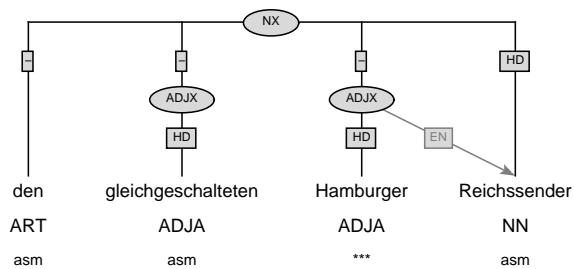 NX
– – – HD
ADJX ADJX
HD HD EN
den gleichgeschalteten Hamburger Reichssender
ART ADJA ADJA NN
asm asm *** asm